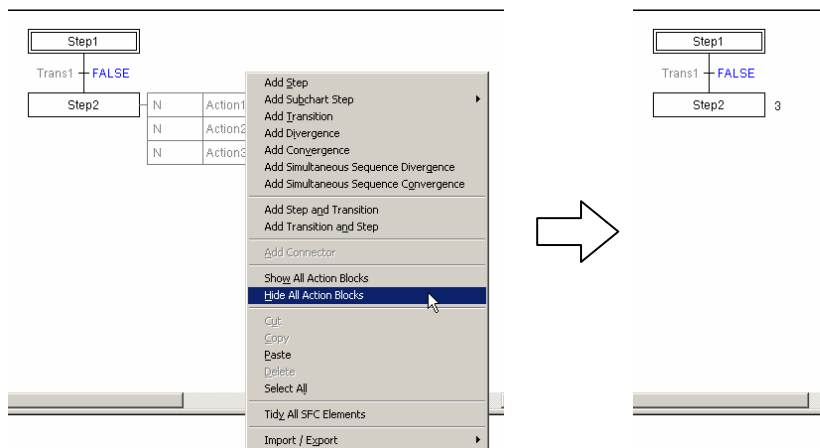 Step1
Trans1 FALSE
Step2 N Action1
N Action2
N Action3
Add Step
Add Subchart Step
Add Transition
Add Divergence
Add Convergence
Add Simultaneous Sequence Divergence
Add Simultaneous Sequence Convergence
Add Step and Transition
Add Transition and Step
Add Connector
Show All Action Blocks
Hide All Action Blocks
Cut
Copy
Paste
Delete
Select All
Tidy All SFC Elements
Import / Export
Step1
Trans1 FALSE
Step2 3